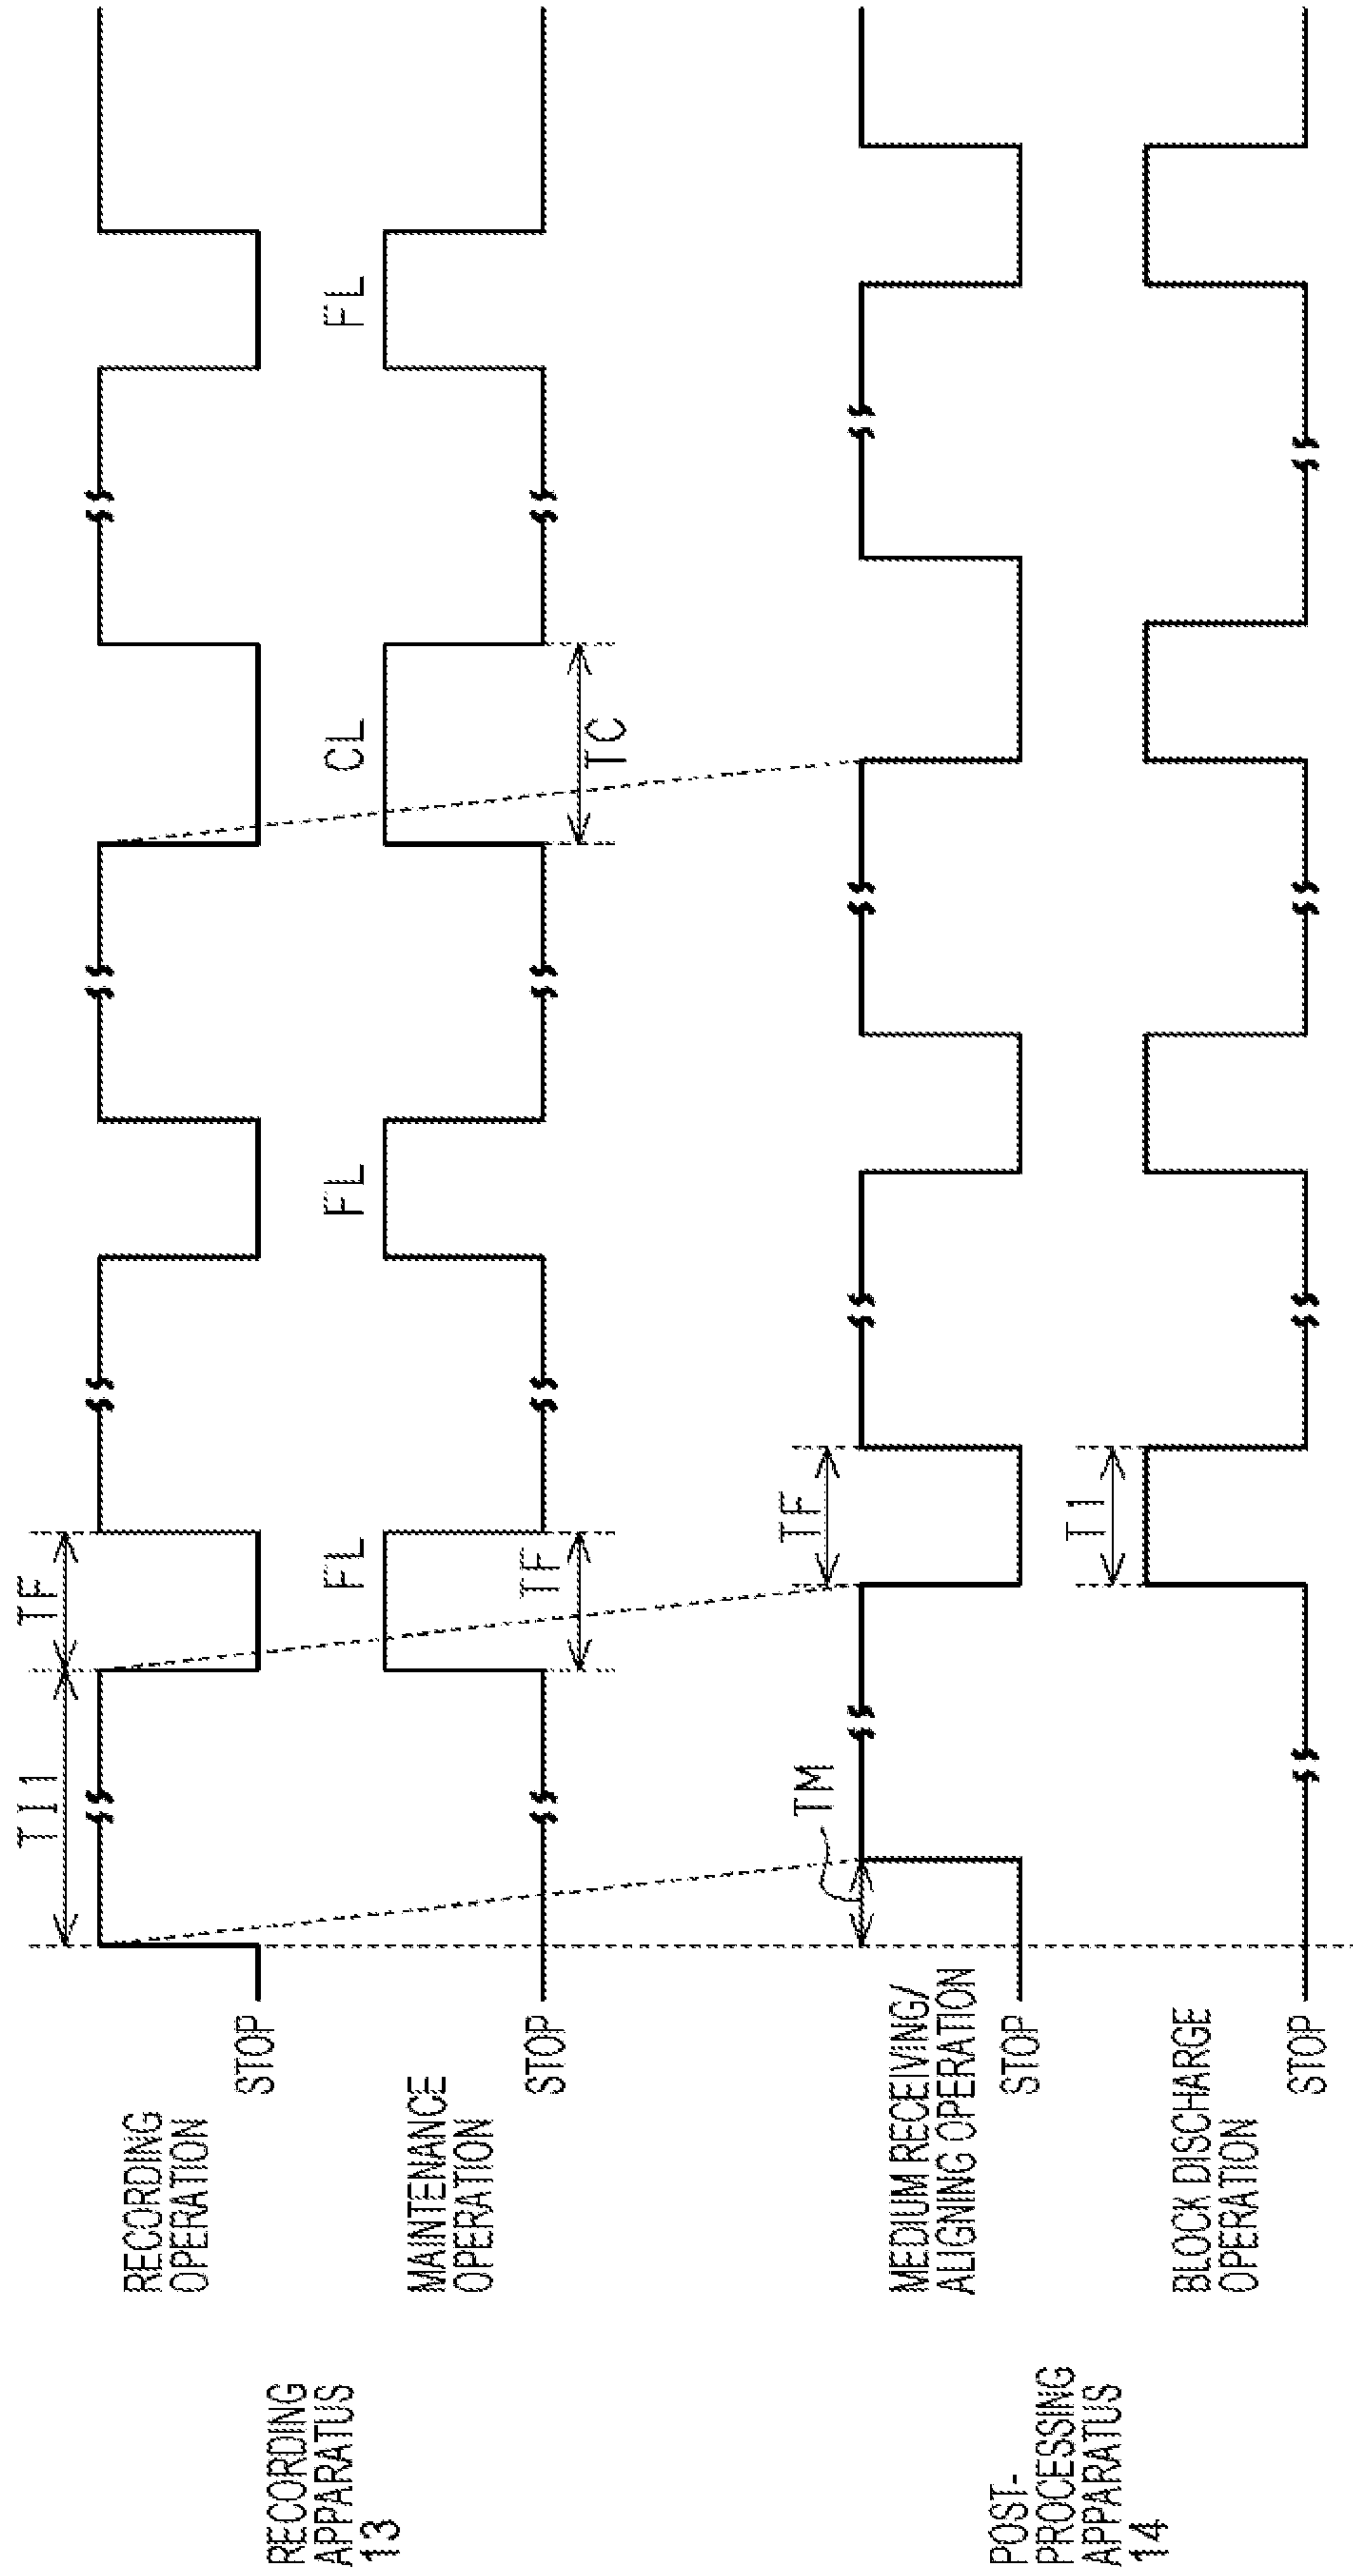 RECORDING
APPARATUS
13
RECORDING
OPERATION
STOP
TI1
TF
MAINTENANCE
OPERATION
STOP
FL
TF
FL
CL
TC
FL
POST-
PROCESSING
APPARATUS
14
MEDIUM RECEIVING/
ALIGNING OPERATION
STOP
TM
TF
BLOCK DISCHARGE
OPERATION
STOP
T1